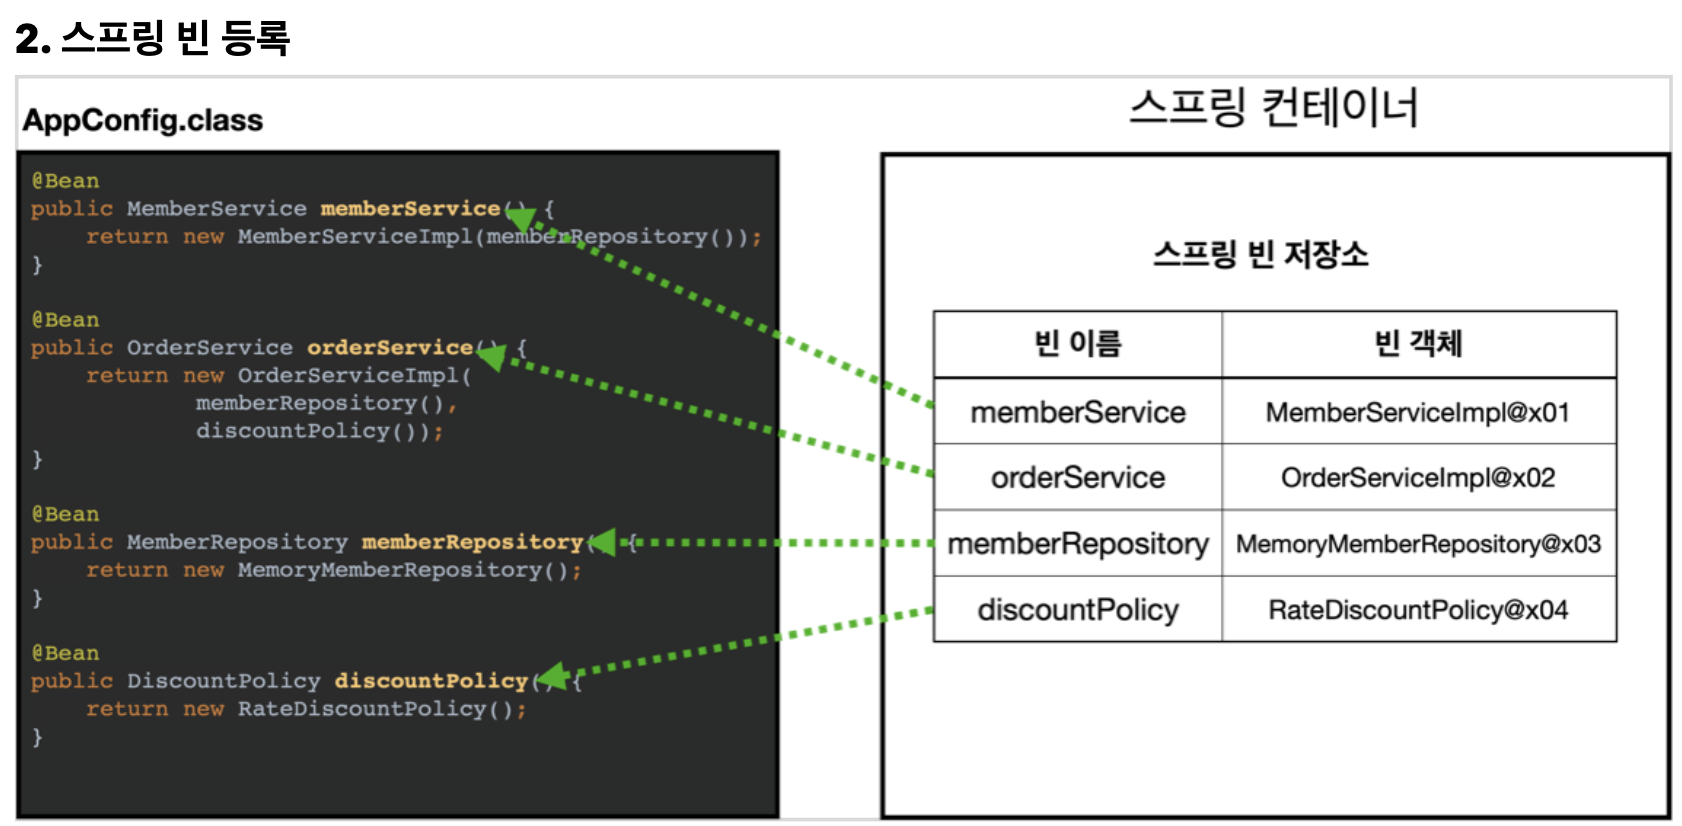 2. 스프링 빈 등록
AppConfig.class
@Bean
public MemberService memberService() {
return new MemberServiceImpl(memberRepository());
}
@Bean
public OrderService orderService() {
return new OrderServiceImpl(
memberRepository(),
discountPolicy());
}
@Bean
public MemberRepository memberRepository() {
return new MemoryMemberRepository();
}
@Bean
public DiscountPolicy discountPolicy() {
return new RateDiscountPolicy();
}
스프링 컨테이너
스프링 빈 저장소
빈 이름 빈 객체
memberService MemberServiceImpl@x01
orderService OrderServiceImpl@x02
memberRepository MemoryMemberRepository@x03
discountPolicy RateDiscountPolicy@x04